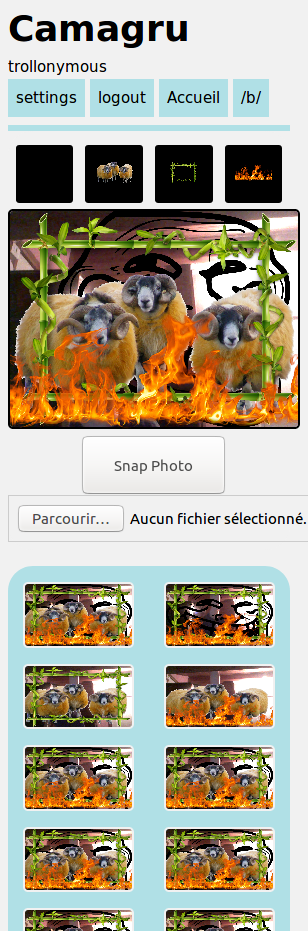 Camagru
trollonymous
settings logout Accueil /b/
Snap Photo
Parcourir... Aucun fichier sélectionné.